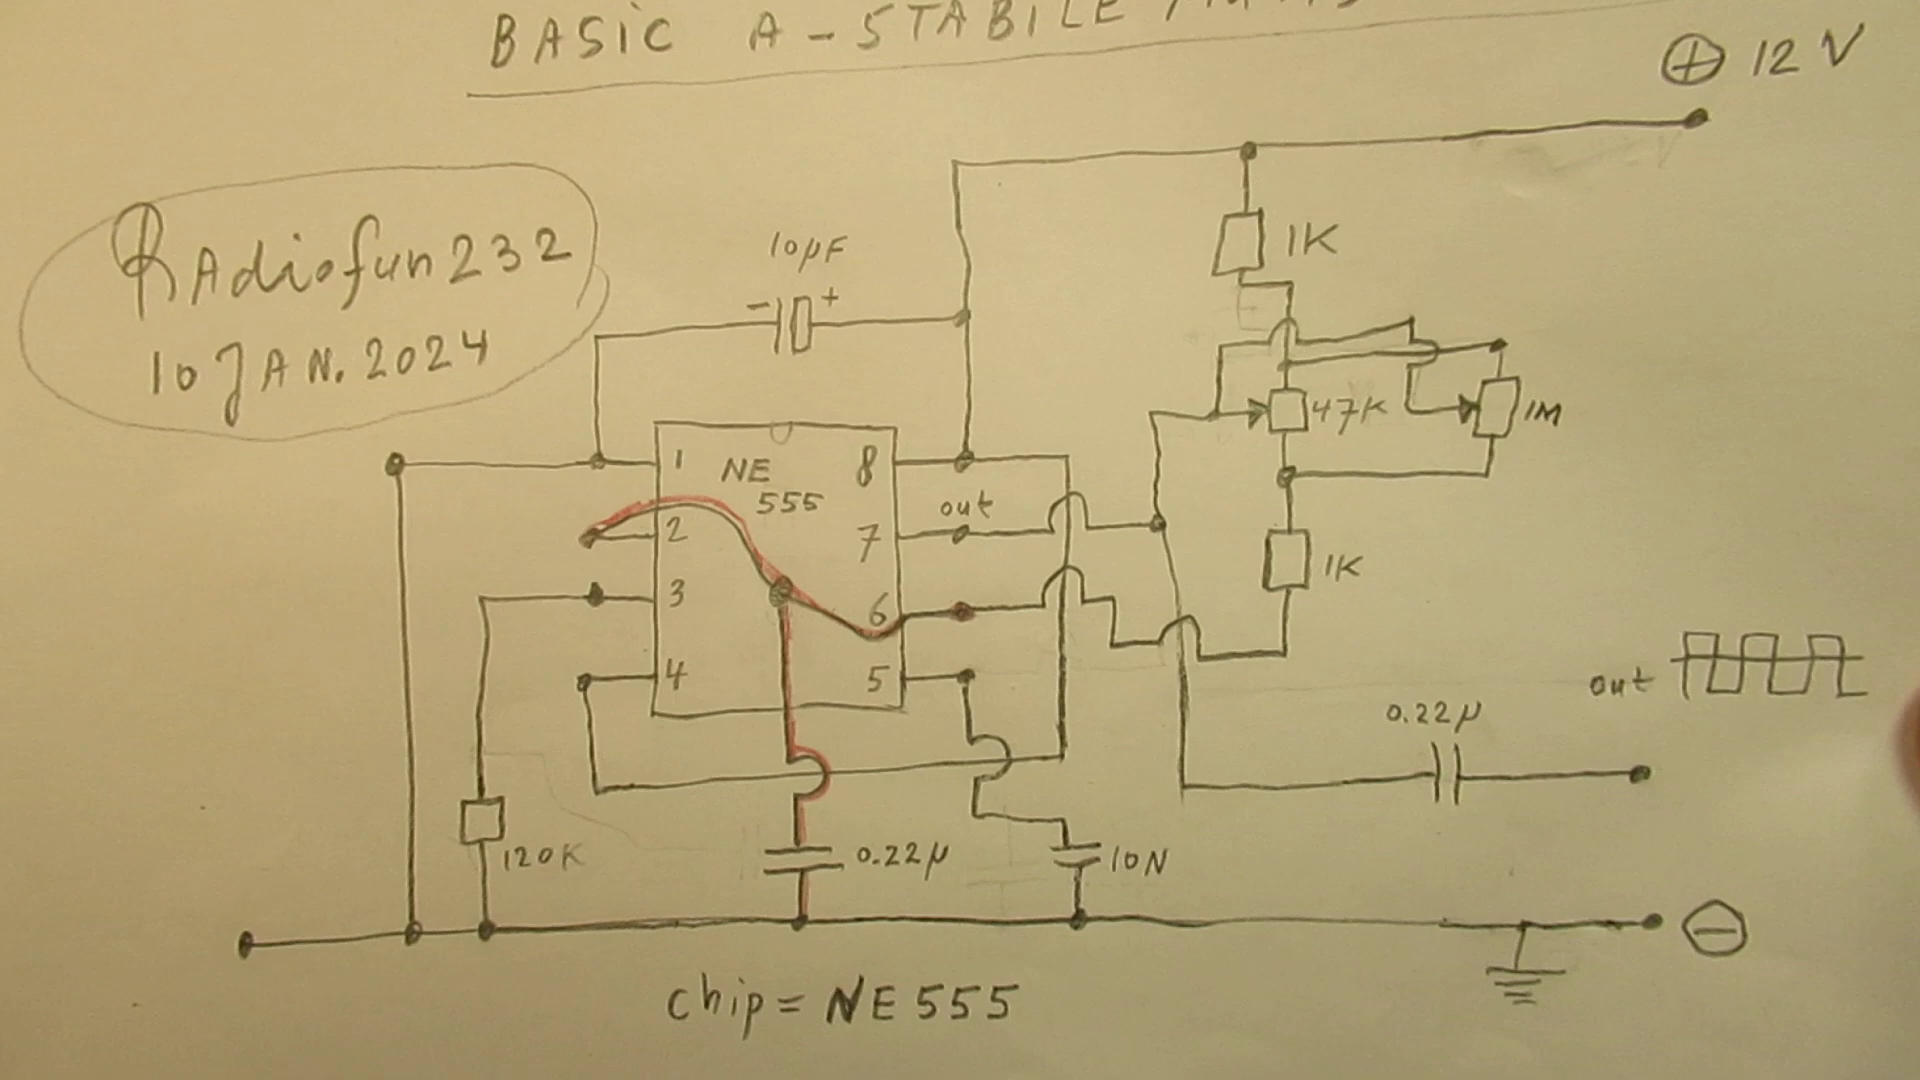 BASIC A-STABILE
⊕ 12 V
RAdiofun232
10 JAN. 2024
10µF
- +
1K
47K
1M
1 NE 8
555
out
2 7
3 6
4 5
1K
out
0.22µ
120K
0.22µ
10N
⊖
chip = NE555